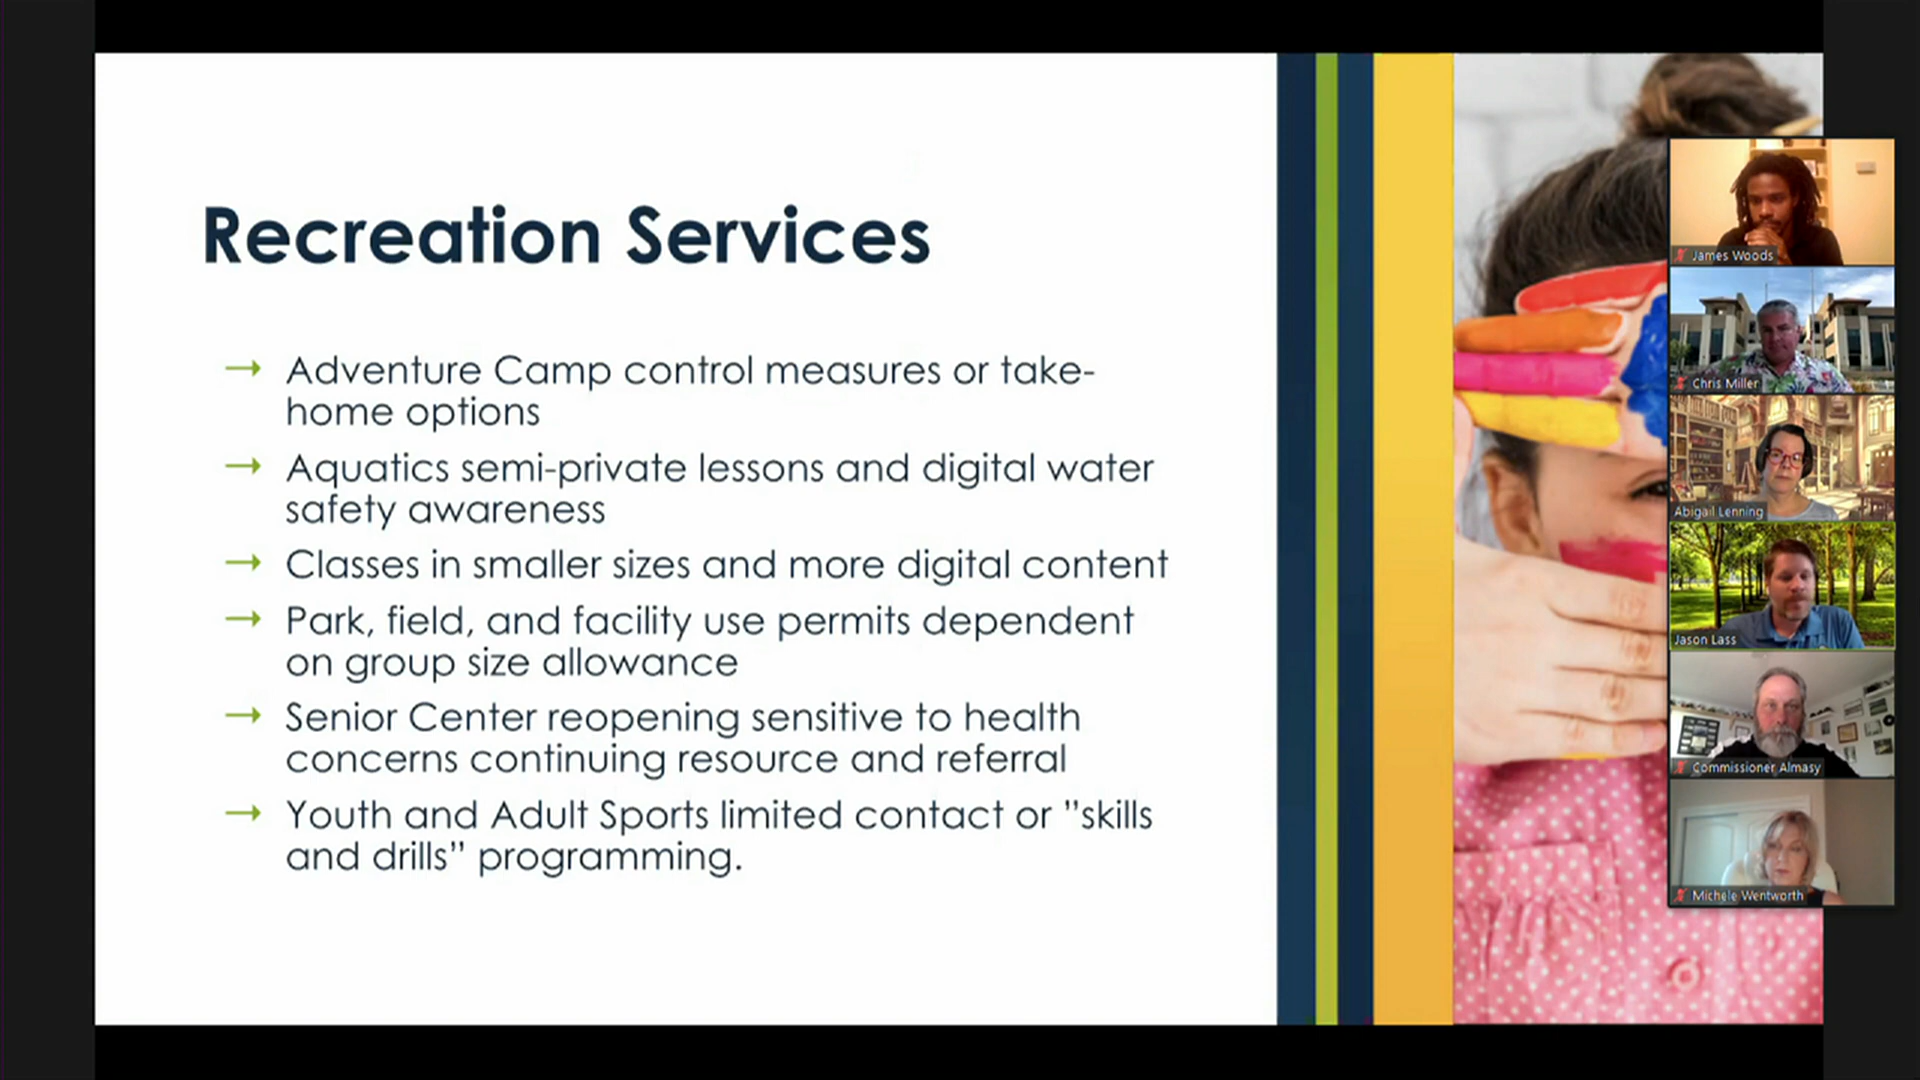 Recreation Services
→ Adventure Camp control measures or take-
home options
→ Aquatics semi-private lessons and digital water
safety awareness
→ Classes in smaller sizes and more digital content
→ Park, field, and facility use permits dependent
on group size allowance
→ Senior Center reopening sensitive to health
concerns continuing resource and referral
→ Youth and Adult Sports limited contact or "skills
and drills" programming.
James Woods
Chris Miller
Abigail Lenning
Jason Lass
Commissioner Almasy
Michele Wentworth